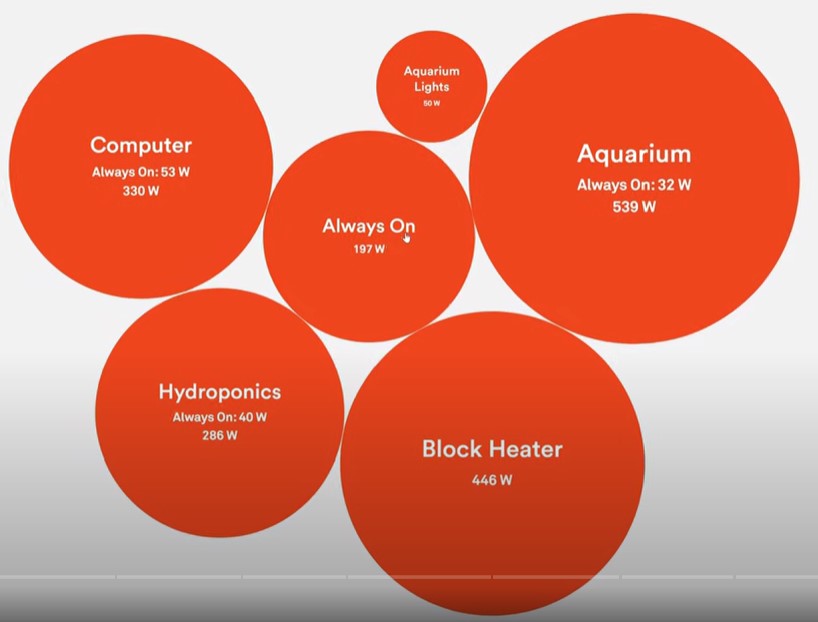 Computer
Always On: 53 W
330 W
Aquarium
Lights
50 W
Aquarium
Always On: 32 W
539 W
Always On
197 W
Hydroponics
Always On: 40 W
286 W
Block Heater
446 W